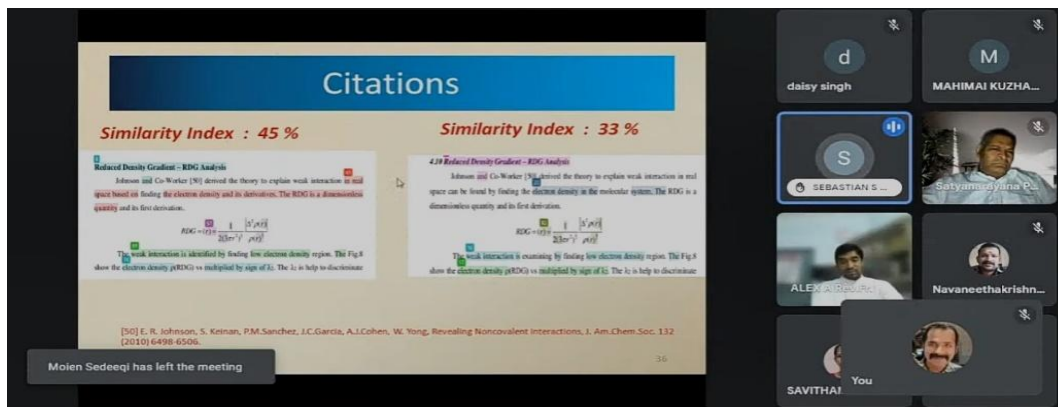 Citations
Similarity Index : 45 %
Reduced Density Gradient – RDG Analysis
Johnson and Co-Worker [50] derived the theory to explain weak interaction in real
space based on finding the electron density and its derivatives. The RDG is a dimensionless
quantity and its first derivation.
The weak interaction is identified by finding low electron density region. The Fig.8
show the electron density ρ(RDG) vs multiplied by sign of λ₂. The λ₂ is help to discriminate
Similarity Index : 33 %
4.10 Reduced Density Gradient – RDG Analysis
Johnson and Co-Worker [50] derived the theory to explain weak interaction in real
space can be found by finding the electron density in the molecular system. The RDG is a
dimensionless quantity and its first derivation.
The weak interaction is examining by finding low electron density region. The Fig.8
show the electron density ρ(RDG) vs multiplied by sign of λ₂. The λ₂ is help to discriminate
[50] E. R. Johnson, S. Keinan, P.M.Sanchez, J.C.Garcia, A.J.Cohen, W. Yong, Revealing Noncovalent Interactions, J. Am.Chem.Soc. 132
(2010) 6498-6506.
36
Moien Sedeeqi has left the meeting
d
daisy singh
M
MAHIMAI KUZHA...
S
SEBASTIAN S ...
Satyanarayana P...
ALEX A
Navaneethakrishn...
SAVITHA
You